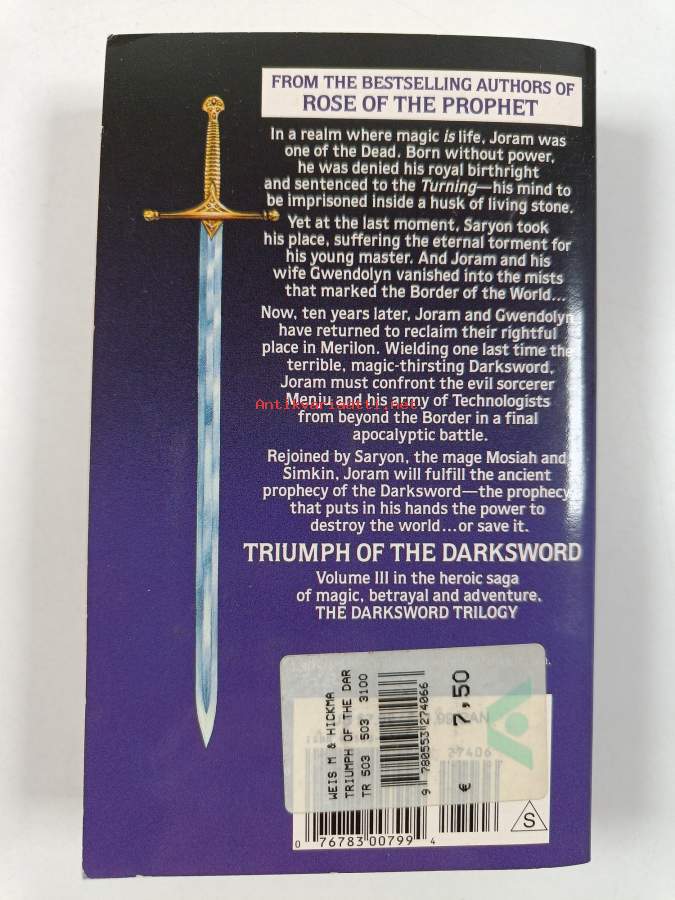 FROM THE BESTSELLING AUTHORS OF
ROSE OF THE PROPHET
In a realm where magic is life, Joram was
one of the Dead. Born without power,
he was denied his royal birthright
and sentenced to the Turning—his mind to
be imprisoned inside a husk of living stone.
Yet at the last moment, Saryon took
his place, suffering the eternal torment for
his young master. And Joram and his
wife Gwendolyn vanished into the mists
that marked the Border of the World...
Now, ten years later, Joram and Gwendolyn
have returned to reclaim their rightful
place in Merilon. Wielding one last time the
terrible, magic-thirsting Darksword,
Joram must confront the evil sorcerer
Menju and his army of Technologists
Antikvariaatti.net
from beyond the Border in a final
apocalyptic battle.
Rejoined by Saryon, the mage Mosiah and
Simkin, Joram will fulfill the ancient
prophecy of the Darksword—the prophecy
that puts in his hands the power to
destroy the world...or save it.
TRIUMPH OF THE DARKSWORD
Volume III in the heroic saga
of magic, betrayal and adventure,
THE DARKSWORD TRILOGY
WEIS M & HICKMA
TRIUMPH OF THE DAR
TR 503 503 3100
9 780553 274066
€ 7,50
27406
S
0 76783 00799 4